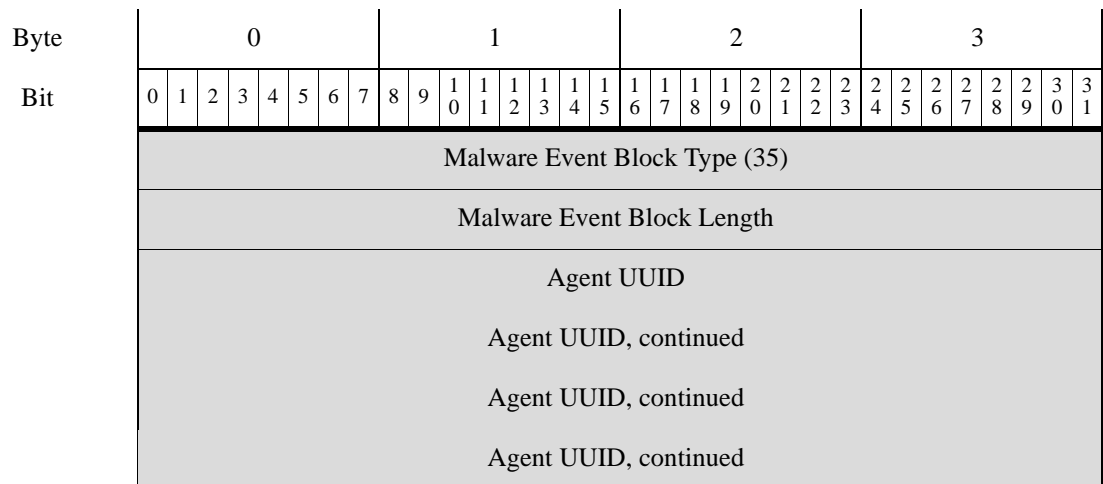 Byte 0 1 2 3
Bit 0 1 2 3 4 5 6 7 8 9 10 11 12 13 14 15 16 17 18 19 20 21 22 23 24 25 26 27 28 29 30 31
Malware Event Block Type (35)
Malware Event Block Length
Agent UUID
Agent UUID, continued
Agent UUID, continued
Agent UUID, continued